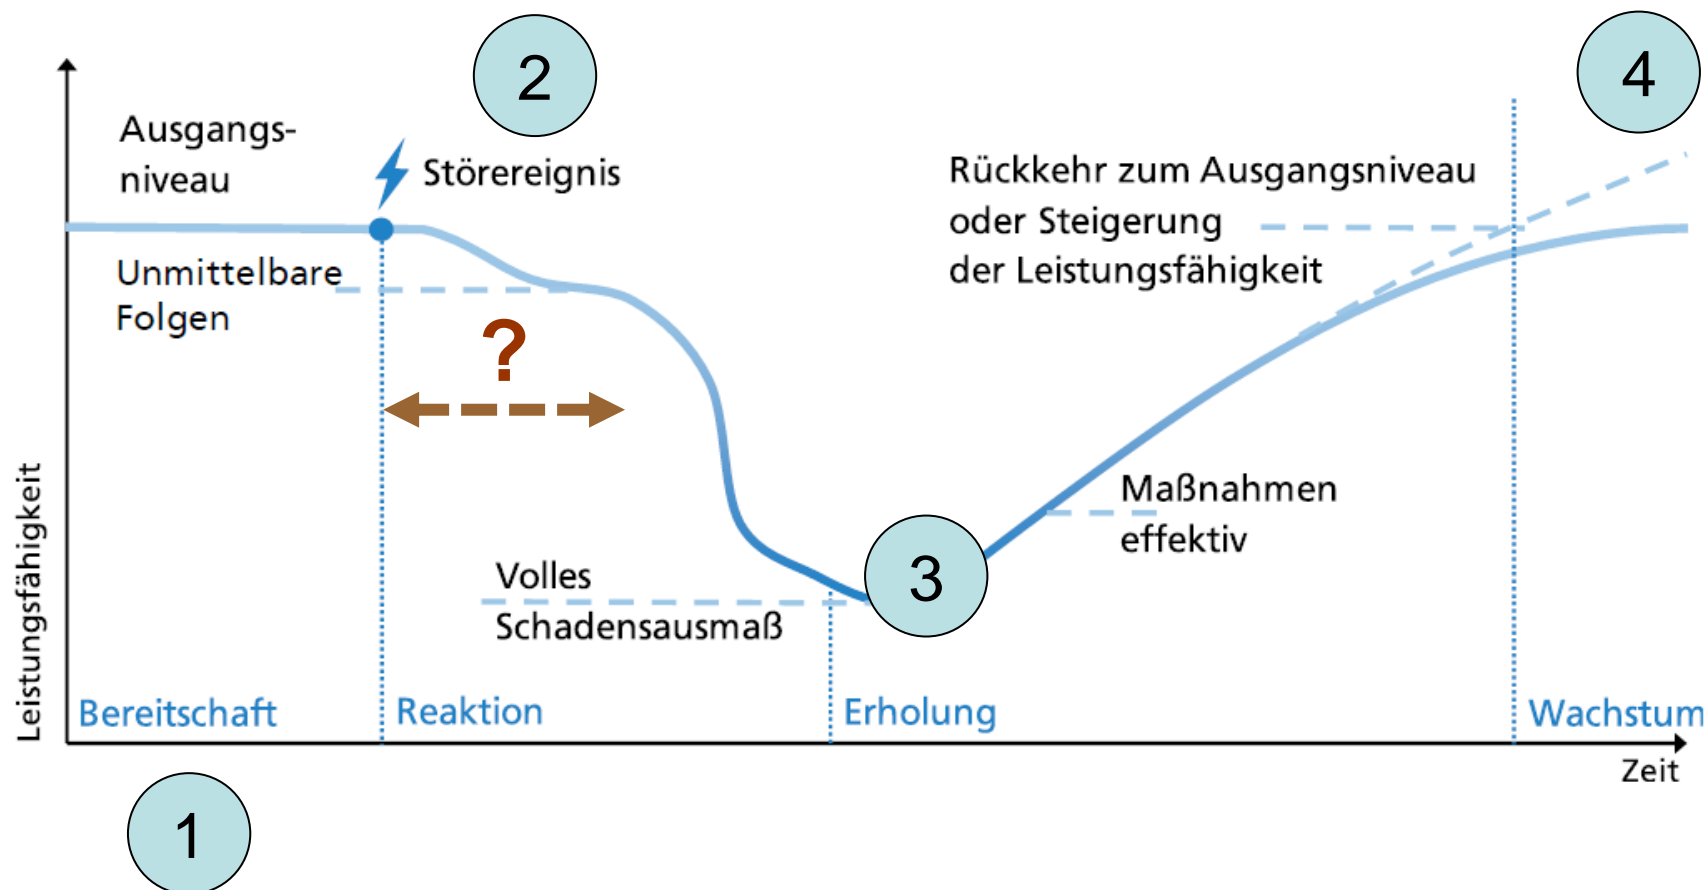 2
4
Ausgangs-
niveau
Störereignis
Rückkehr zum Ausgangsniveau
oder Steigerung
der Leistungsfähigkeit
Unmittelbare
Folgen
?
Maßnahmen
effektiv
3
Volles
Schadensausmaß
Leistungsfähigkeit
Bereitschaft
Reaktion
Erholung
Wachstum
Zeit
1